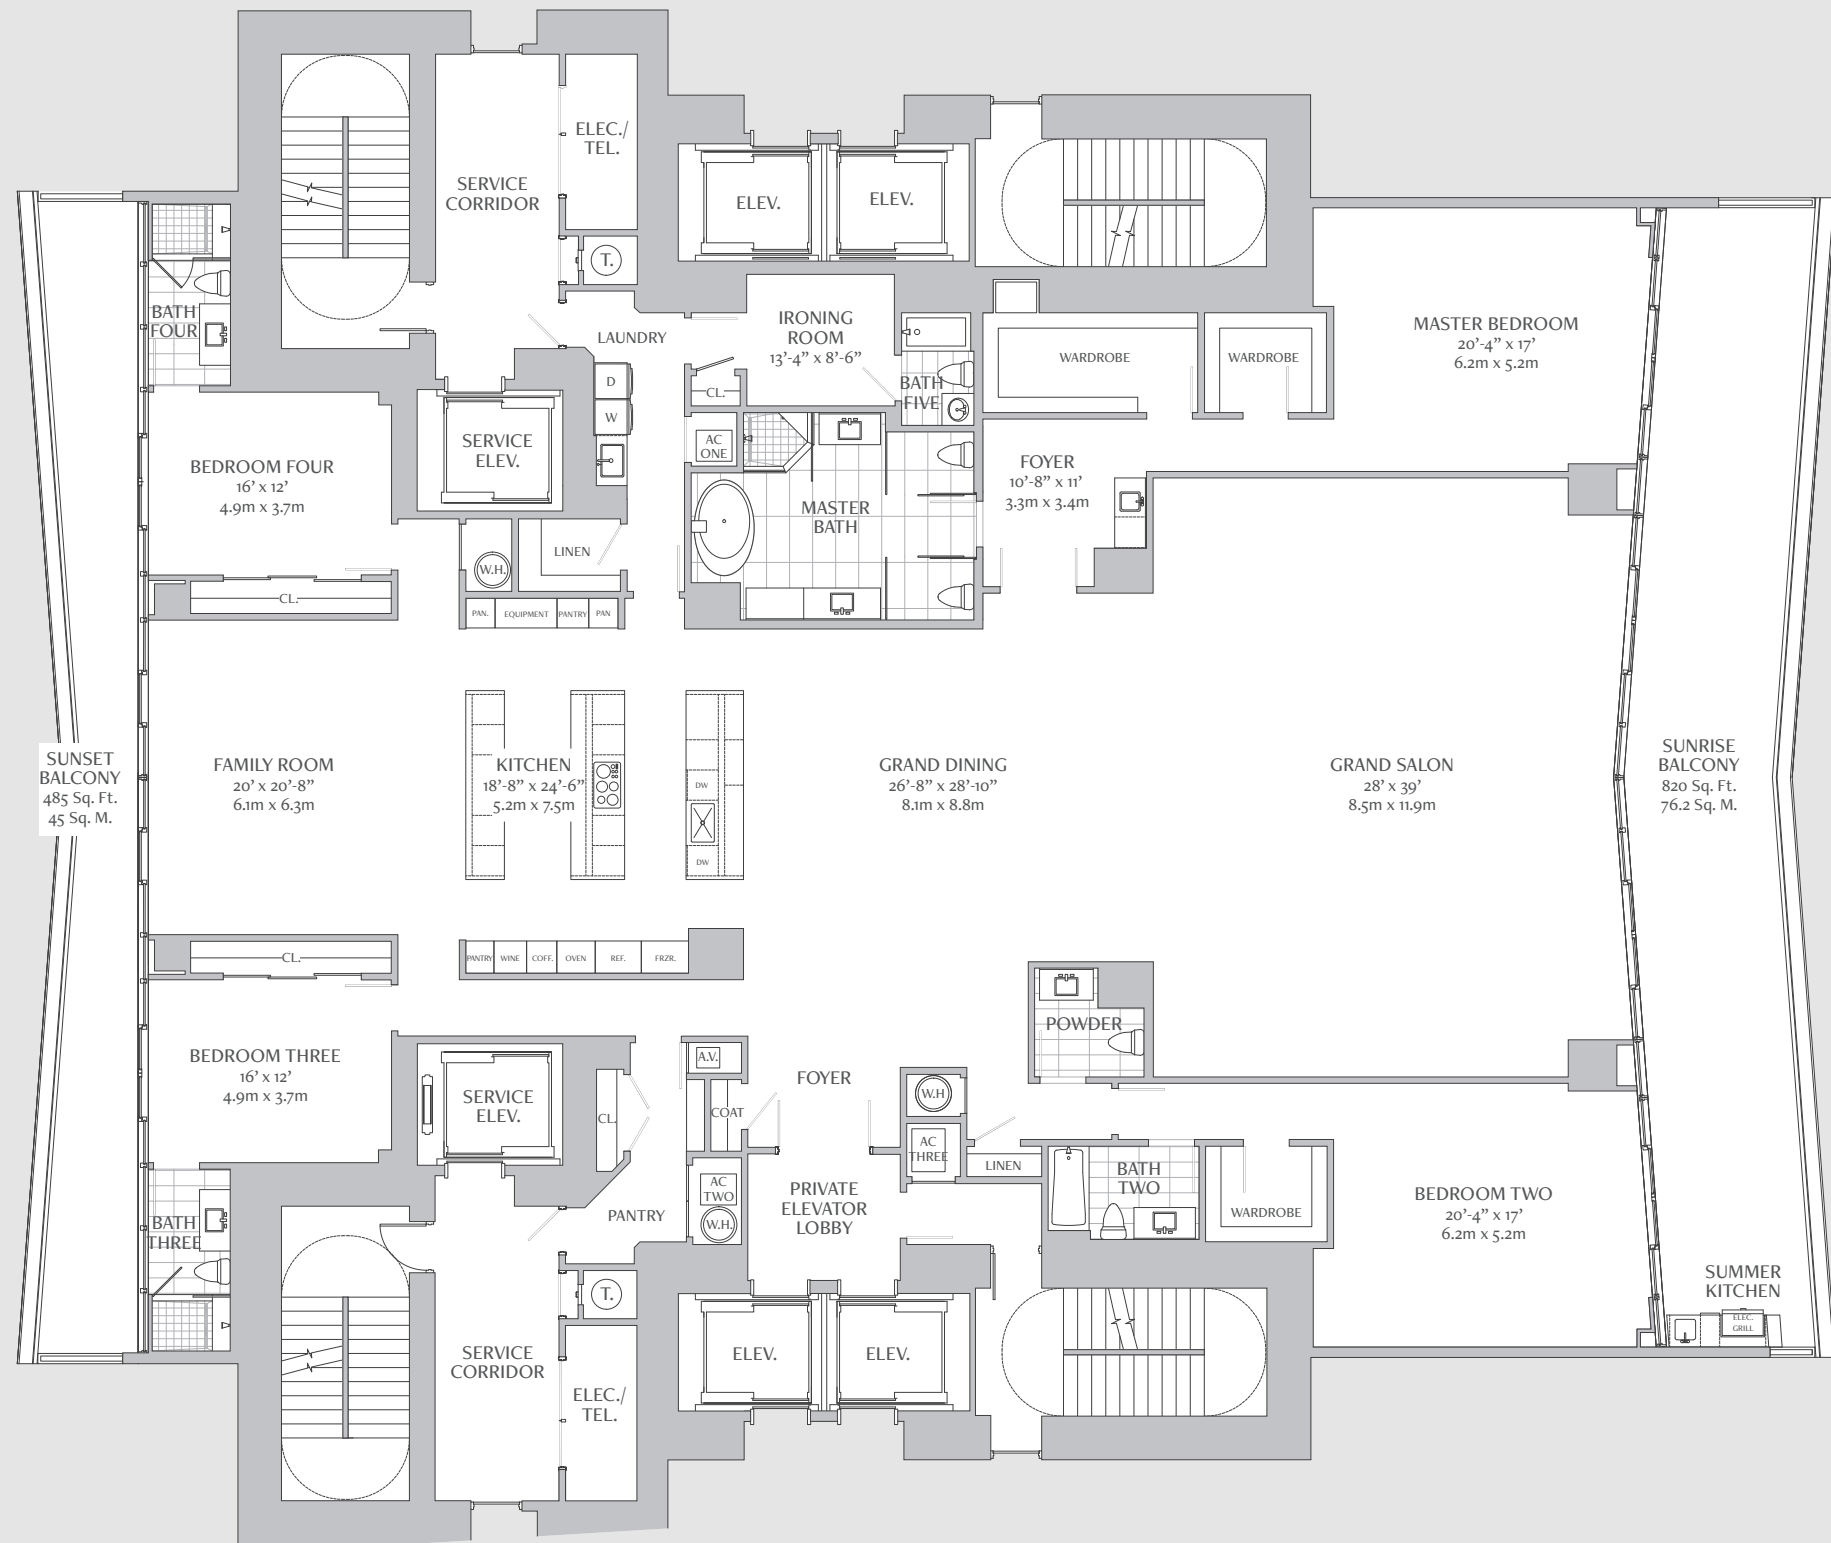 ELEC./
TEL.
SERVICE
CORRIDOR
T.
ELEV.
ELEV.
BATH
FOUR
LAUNDRY
D
W
IRONING
ROOM
13'-4" x 8'-6"
CL.
BATH
FIVE
WARDROBE
WARDROBE
MASTER BEDROOM
20'-4" x 17'
6.2m x 5.2m
BEDROOM FOUR
16' x 12'
4.9m x 3.7m
CL.
SERVICE
ELEV.
AC
ONE
MASTER
BATH
FOYER
10'-8" x 11'
3.3m x 3.4m
W.H.
LINEN
PAN.
EQUIPMENT
PANTRY
PAN
SUNSET
BALCONY
485 Sq. Ft.
45 Sq. M.
FAMILY ROOM
20' x 20'-8"
6.1m x 6.3m
KITCHEN
18'-8" x 24'-6"
5.2m x 7.5m
DW
DW
GRAND DINING
26'-8" x 28'-10"
8.1m x 8.8m
GRAND SALON
28' x 39'
8.5m x 11.9m
SUNRISE
BALCONY
820 Sq. Ft.
76.2 Sq. M.
CL.
PANTRY
WINE
COFF.
OVEN
REF.
FRZR.
BEDROOM THREE
16' x 12'
4.9m x 3.7m
SERVICE
ELEV.
CL.
A.V.
COAT
FOYER
W.H
AC
THREE
POWDER
LINEN
BATH
TWO
WARDROBE
BEDROOM TWO
20'-4" x 17'
6.2m x 5.2m
BATH
THREE
PANTRY
AC
TWO
W.H.
PRIVATE
ELEVATOR
LOBBY
SUMMER
KITCHEN
ELEC.
GRILL
T.
SERVICE
CORRIDOR
ELEC./
TEL.
ELEV.
ELEV.